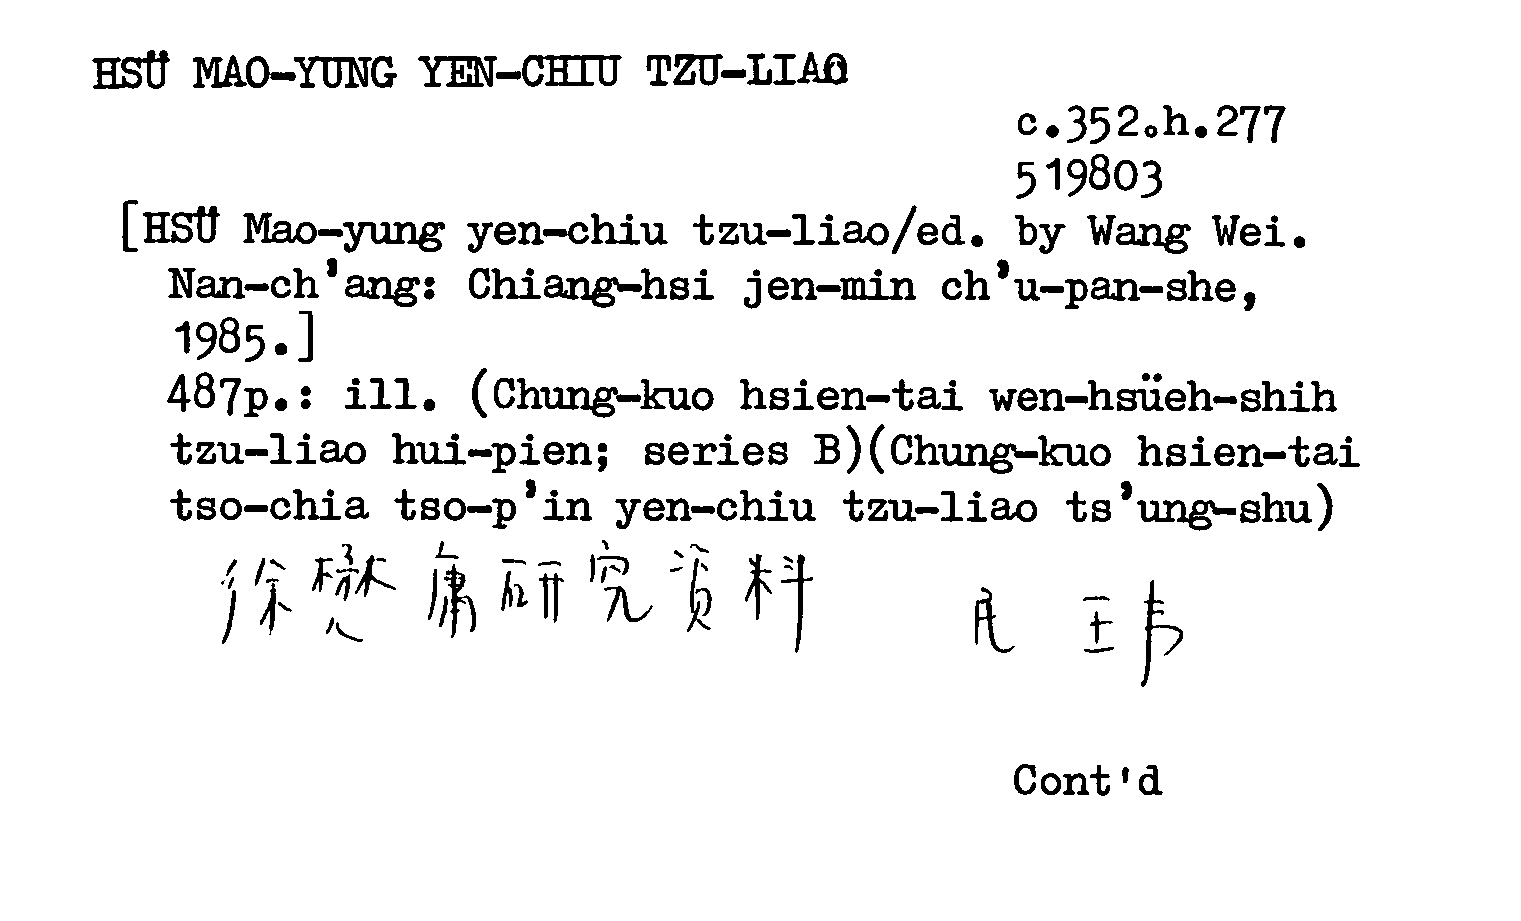 HSÜ MAO-YUNG YEN-CHIU TZU-LIAO
c.352.h.277
519803
[HSÜ Mao-yung yen-chiu tzu-liao/ed. by Wang Wei.
Nan-ch'ang: Chiang-hsi jen-min ch'u-pan-she,
1985.]
487p.: ill. (Chung-kuo hsien-tai wen-hsüeh-shih
tzu-liao hui-pien; series B)(Chung-kuo hsien-tai
tso-chia tso-p'in yen-chiu tzu-liao ts'ung-shu)
徐懋庸研究资料 王韦
Cont'd